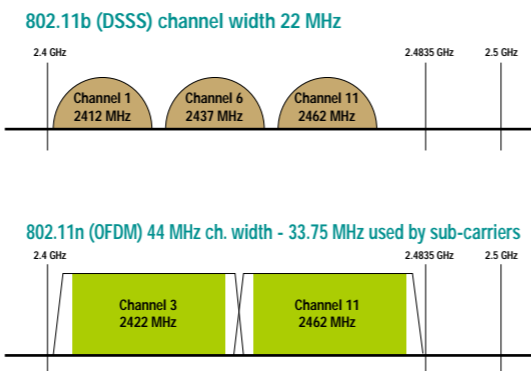 802.11b (DSSS) channel width 22 MHz
2.4 GHz
2.4835 GHz
2.5 GHz
Channel 1
2412 MHz
Channel 6
2437 MHz
Channel 11
2462 MHz
802.11n (OFDM) 44 MHz ch. width - 33.75 MHz used by sub-carriers
2.4 GHz
2.4835 GHz
2.5 GHz
Channel 3
2422 MHz
Channel 11
2462 MHz